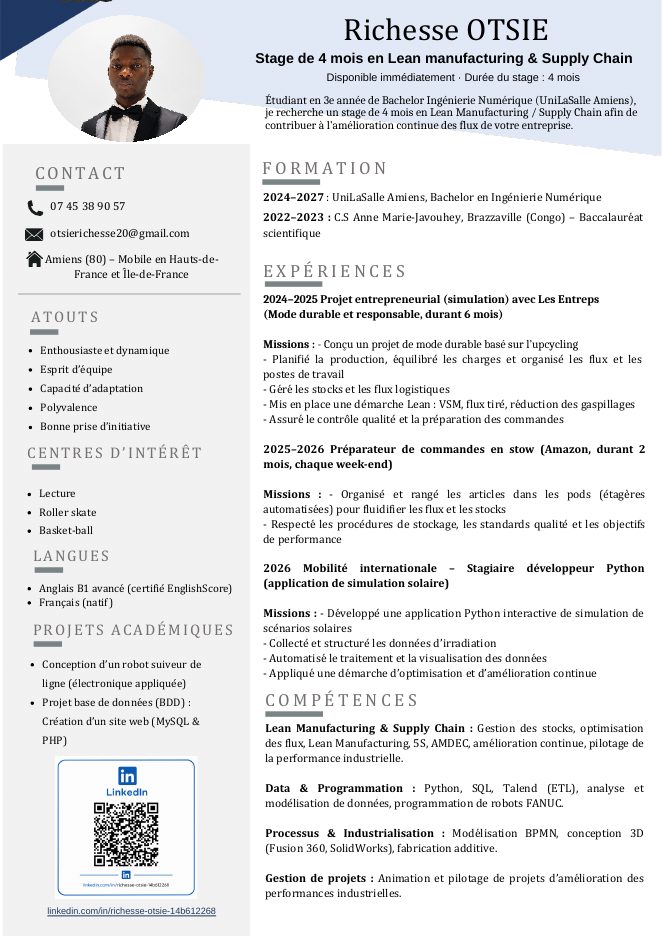 Richesse OTSIE
Stage de 4 mois en Lean manufacturing & Supply Chain
Disponible immédiatement · Durée du stage : 4 mois
Étudiant en 3e année de Bachelor Ingénierie Numérique (UniLaSalle Amiens),
je recherche un stage de 4 mois en Lean Manufacturing / Supply Chain afin de
contribuer à l'amélioration continue des flux de votre entreprise.
CONTACT
07 45 38 90 57
otsierichesse20@gmail.com
Amiens (80) – Mobile en Hauts-de-
France et Île-de-France
ATOUTS
• Enthousiaste et dynamique
• Esprit d'équipe
• Capacité d'adaptation
• Polyvalence
• Bonne prise d'initiative
CENTRES D'INTÉRÊT
• Lecture
• Roller skate
• Basket-ball
LANGUES
• Anglais B1 avancé (certifié EnglishScore)
• Français (natif)
PROJETS ACADÉMIQUES
• Conception d'un robot suiveur de
ligne (électronique appliquée)
• Projet base de données (BDD) :
Création d'un site web (MySQL &
PHP)
in
LinkedIn
in
linkedin.com/in/richesse-otsie-14b612268
linkedin.com/in/richesse-otsie-14b612268
FORMATION
2024–2027 : UniLaSalle Amiens, Bachelor en Ingénierie Numérique
2022–2023 : C.S Anne Marie-Javouhey, Brazzaville (Congo) – Baccalauréat
scientifique
EXPÉRIENCES
2024–2025 Projet entrepreneurial (simulation) avec Les Entreps
(Mode durable et responsable, durant 6 mois)
Missions : - Conçu un projet de mode durable basé sur l'upcycling
- Planifié la production, équilibré les charges et organisé les flux et les
postes de travail
- Géré les stocks et les flux logistiques
- Mis en place une démarche Lean : VSM, flux tiré, réduction des gaspillages
- Assuré le contrôle qualité et la préparation des commandes
2025–2026 Préparateur de commandes en stow (Amazon, durant 2
mois, chaque week-end)
Missions : - Organisé et rangé les articles dans les pods (étagères
automatisées) pour fluidifier les flux et les stocks
- Respecté les procédures de stockage, les standards qualité et les objectifs
de performance
2026 Mobilité internationale – Stagiaire développeur Python
(application de simulation solaire)
Missions : - Développé une application Python interactive de simulation de
scénarios solaires
- Collecté et structuré les données d'irradiation
- Automatisé le traitement et la visualisation des données
- Appliqué une démarche d'optimisation et d'amélioration continue
COMPÉTENCES
Lean Manufacturing & Supply Chain : Gestion des stocks, optimisation
des flux, Lean Manufacturing, 5S, AMDEC, amélioration continue, pilotage de
la performance industrielle.
Data & Programmation : Python, SQL, Talend (ETL), analyse et
modélisation de données, programmation de robots FANUC.
Processus & Industrialisation : Modélisation BPMN, conception 3D
(Fusion 360, SolidWorks), fabrication additive.
Gestion de projets : Animation et pilotage de projets d'amélioration des
performances industrielles.